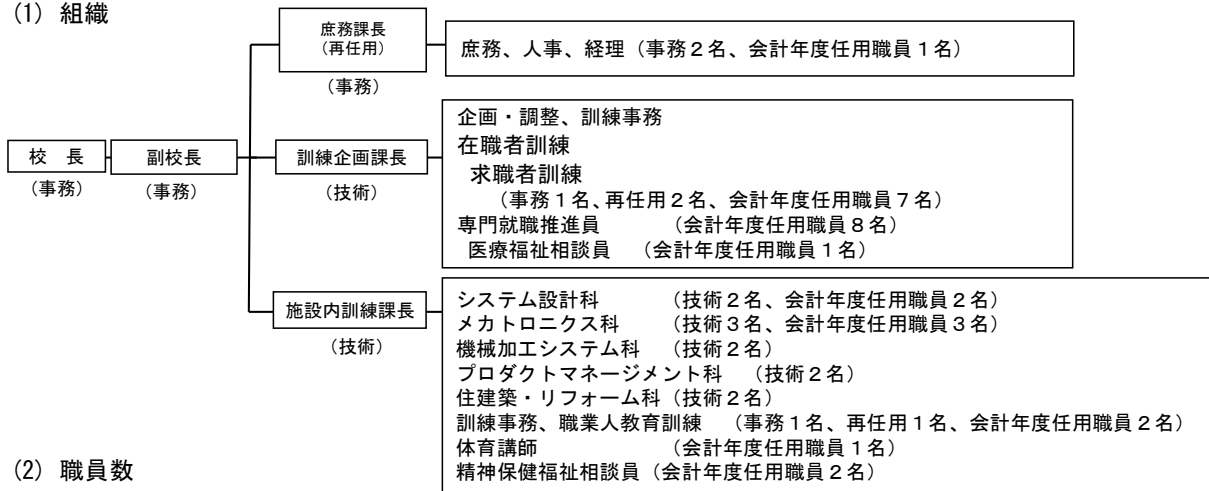 (1) 組織
庶務課長
(再任用)
(事務)
庶務、人事、経理（事務２名、会計年度任用職員１名）
校　長
(事務)
副校長
(事務)
訓練企画課長
(技術)
企画・調整、訓練事務
在職者訓練
求職者訓練
（事務１名、再任用２名、会計年度任用職員７名）
専門就職推進員　　（会計年度任用職員８名）
医療福祉相談員　（会計年度任用職員１名）
施設内訓練課長
(技術)
システム設計科　　　（技術２名、会計年度任用職員２名）
メカトロニクス科　　（技術３名、会計年度任用職員３名）
機械加工システム科　（技術２名）
プロダクトマネージメント科　（技術２名）
住建築・リフォーム科（技術２名）
訓練事務、職業人教育訓練　（事務１名、再任用１名、会計年度任用職員２名）
体育講師　　　　　　（会計年度任用職員１名）
精神保健福祉相談員（会計年度任用職員２名）
(2) 職員数